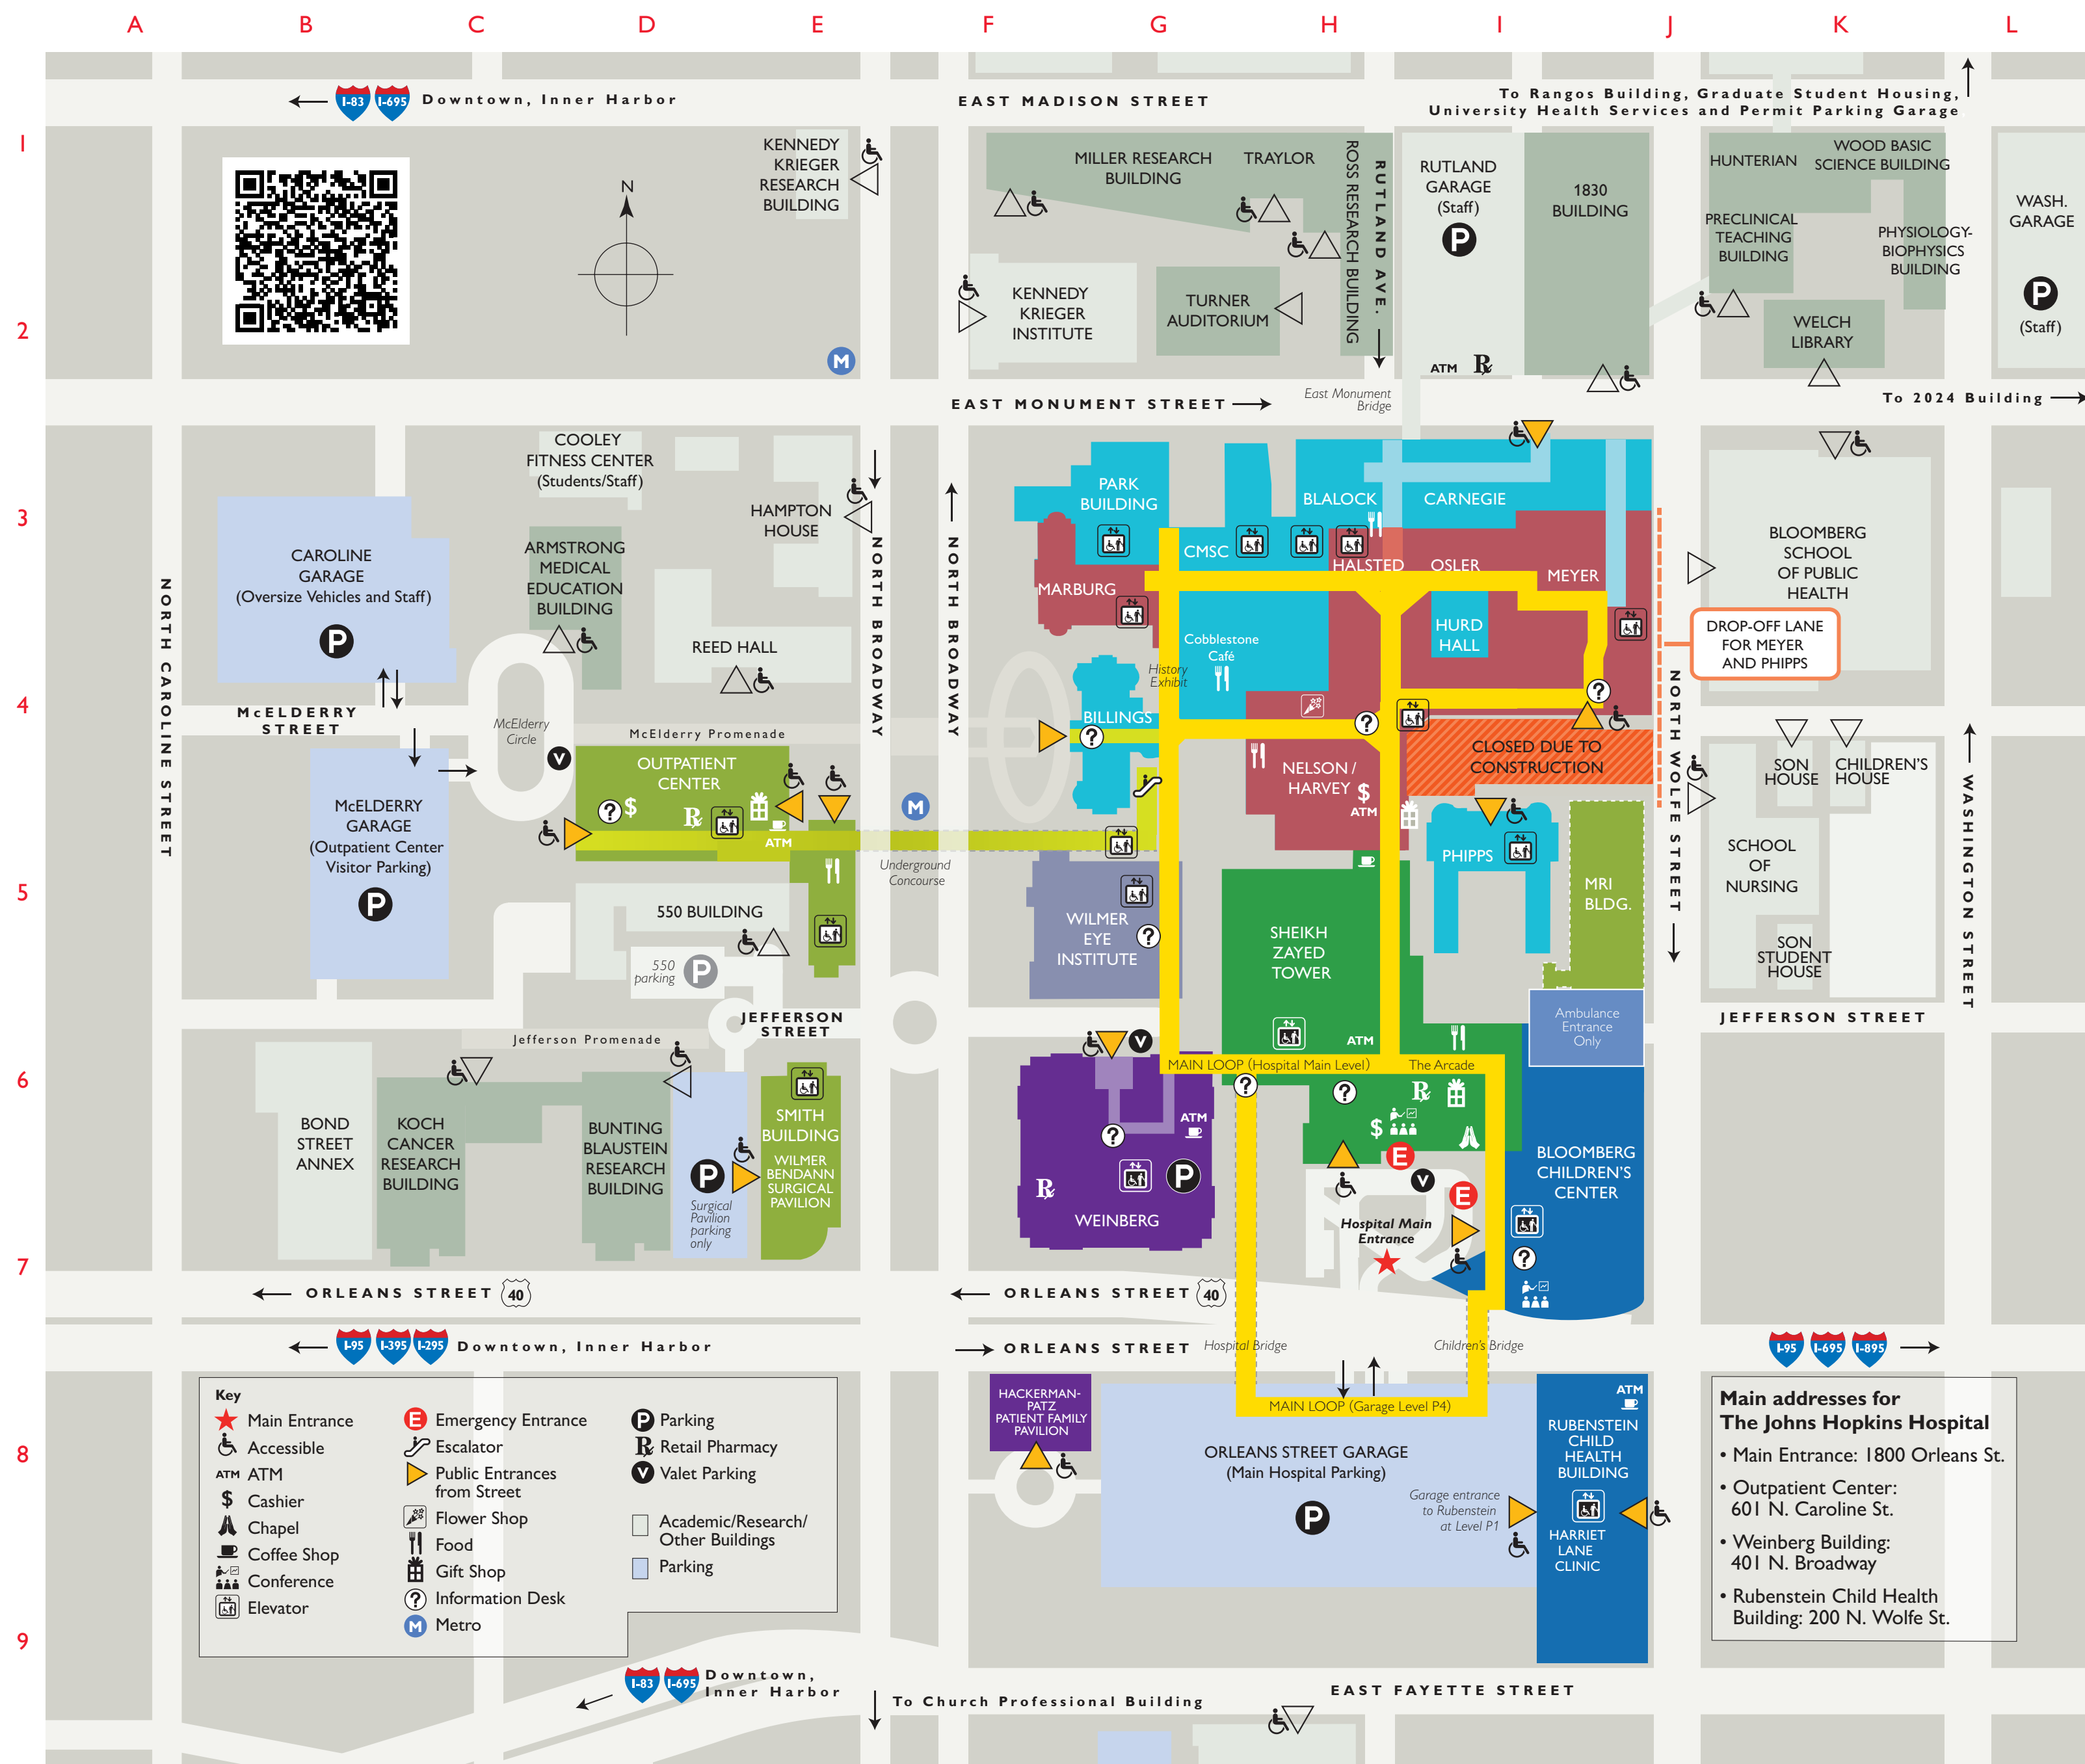 A B C D E F G H I J K L
1
2
3
4
5
6
7
8
9
I-83 I-695 Downtown, Inner Harbor
EAST MADISON STREET
To Rangos Building, Graduate Student Housing,
University Health Services and Permit Parking Garage
N
KENNEDY
KRIEGER
RESEARCH
BUILDING
MILLER RESEARCH
BUILDING
TRAYLOR
ROSS RESEARCH BUILDING
RUTLAND AVE.
RUTLAND
GARAGE
(Staff)
P
1830
BUILDING
HUNTERIAN
WOOD BASIC
SCIENCE BUILDING
PRECLINICAL
TEACHING
BUILDING
PHYSIOLOGY-
BIOPHYSICS
BUILDING
WASH.
GARAGE
P
(Staff)
KENNEDY
KRIEGER
INSTITUTE
TURNER
AUDITORIUM
WELCH
LIBRARY
M
ATM
EAST MONUMENT STREET
East Monument
Bridge
To 2024 Building
COOLEY
FITNESS CENTER
(Students/Staff)
HAMPTON
HOUSE
ARMSTRONG
MEDICAL
EDUCATION
BUILDING
REED HALL
CAROLINE
GARAGE
(Oversize Vehicles and Staff)
P
NORTH CAROLINE STREET
NORTH BROADWAY
NORTH BROADWAY
McELDERRY
STREET
McElderry
Circle
V
McElderry Promenade
PARK
BUILDING
CMSC
BLALOCK
CARNEGIE
HALSTED
OSLER
MEYER
MARBURG
HURD
HALL
Cobblestone
Café
History
Exhibit
BILLINGS
?
?
?
BLOOMBERG
SCHOOL
OF PUBLIC
HEALTH
DROP-OFF LANE
FOR MEYER
AND PHIPPS
NORTH WOLFE STREET
WASHINGTON STREET
McELDERRY
GARAGE
(Outpatient Center
Visitor Parking)
P
OUTPATIENT
CENTER
? $
ATM
M
Underground
Concourse
NELSON /
HARVEY
$
ATM
CLOSED DUE TO
CONSTRUCTION
PHIPPS
MRI
BLDG.
SON
HOUSE
CHILDREN'S
HOUSE
SCHOOL
OF
NURSING
SON
STUDENT
HOUSE
550 BUILDING
550
parking
P
WILMER
EYE
INSTITUTE
?
SHEIKH
ZAYED
TOWER
ATM
Ambulance
Entrance
Only
JEFFERSON
STREET
JEFFERSON STREET
Jefferson Promenade
BOND
STREET
ANNEX
KOCH
CANCER
RESEARCH
BUILDING
BUNTING
BLAUSTEIN
RESEARCH
BUILDING
P
Surgical
Pavilion
parking
only
SMITH
BUILDING
WILMER
BENDANN
SURGICAL
PAVILION
V
MAIN LOOP (Hospital Main Level)
The Arcade
? ?
ATM
?
P
WEINBERG
$
E
V
E
Hospital Main
Entrance
BLOOMBERG
CHILDREN'S
CENTER
?
ORLEANS STREET 40
ORLEANS STREET 40
I-95 I-395 I-295 Downtown, Inner Harbor
ORLEANS STREET
Hospital Bridge
Children's Bridge
I-95 I-695 I-895
Key
Main Entrance
Accessible
ATM ATM
$ Cashier
Chapel
Coffee Shop
Conference
Elevator
E Emergency Entrance
Escalator
Public Entrances
from Street
Flower Shop
Food
Gift Shop
? Information Desk
M Metro
P Parking
Retail Pharmacy
V Valet Parking
Academic/Research/
Other Buildings
Parking
HACKERMAN-
PATZ
PATIENT FAMILY
PAVILION
MAIN LOOP (Garage Level P4)
ORLEANS STREET GARAGE
(Main Hospital Parking)
P
Garage entrance
to Rubenstein
at Level P1
ATM
RUBENSTEIN
CHILD
HEALTH
BUILDING
HARRIET
LANE
CLINIC
Main addresses for
The Johns Hopkins Hospital
• Main Entrance: 1800 Orleans St.
• Outpatient Center:
601 N. Caroline St.
• Weinberg Building:
401 N. Broadway
• Rubenstein Child Health
Building: 200 N. Wolfe St.
I-83 I-695 Downtown,
Inner Harbor
To Church Professional Building
EAST FAYETTE STREET